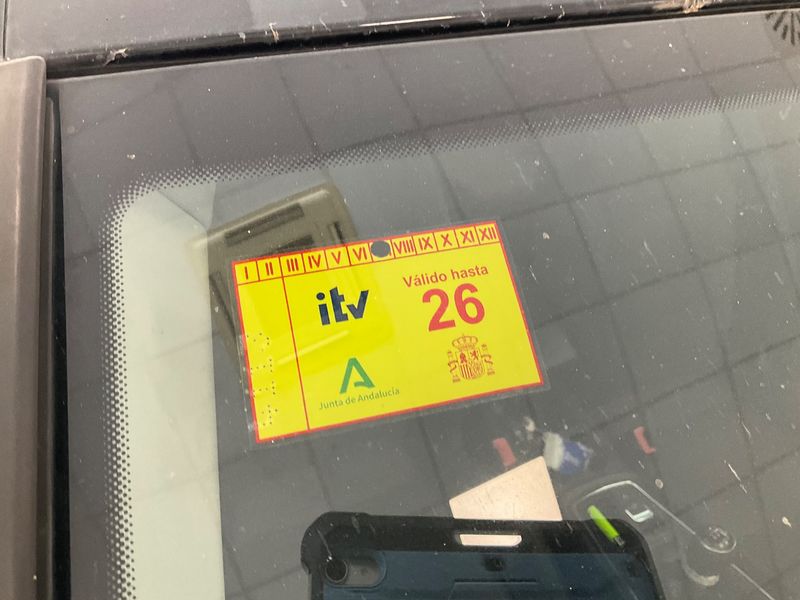 I II III IV V VI VIII IX X XI XII
Válido hasta
itv 26
Junta de Andalucía